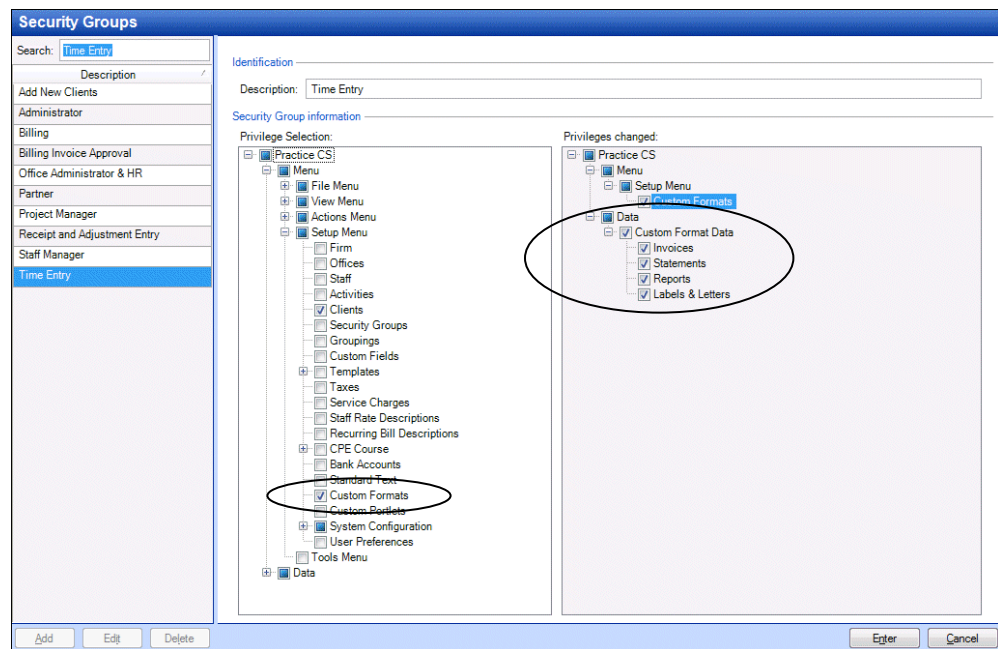 Security Groups
Search: Time Entry
Description
Add New Clients
Administrator
Billing
Billing Invoice Approval
Office Administrator & HR
Partner
Project Manager
Receipt and Adjustment Entry
Staff Manager
Time Entry
Identification
Description: Time Entry
Security Group information
Privilege Selection:
Practice CS
Menu
File Menu
View Menu
Actions Menu
Setup Menu
Firm
Offices
Staff
Activities
Clients
Security Groups
Groupings
Custom Fields
Templates
Taxes
Service Charges
Staff Rate Descriptions
Recurring Bill Descriptions
CPE Course
Bank Accounts
Standard Text
Custom Formats
Custom Portlets
System Configuration
User Preferences
Tools Menu
Data
Privileges changed:
Practice CS
Menu
Setup Menu
Custom Formats
Data
Custom Format Data
Invoices
Statements
Reports
Labels & Letters
Add Edit Delete
Enter Cancel